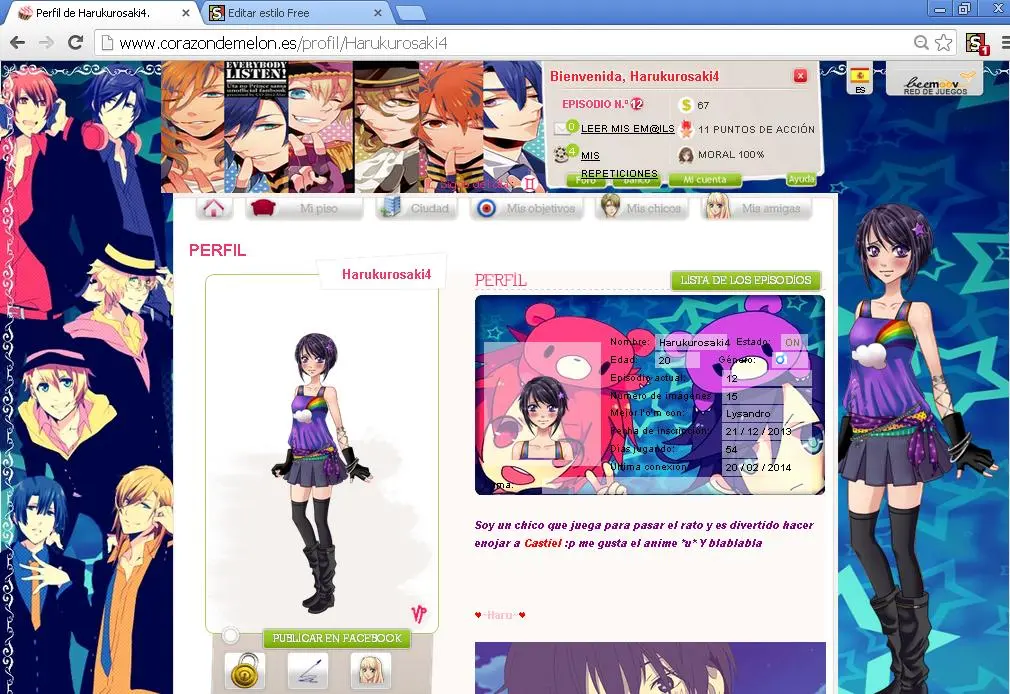 Perfil de Harukurosaki4.
Editar estilo Free
www.corazondemelon.es/profil/Harukurosaki4
1
EVERYBODY
LISTEN!
Bienvenida, Harukurosaki4
ES
beemoov
RED DE JUEGOS
EPISODIO N.º 12
67
0 LEER MIS EM@ILS
11 PUNTOS DE ACCIÓN
4 MIS
REPETICIONES
MORAL 100%
Foro
Banco
Mi cuenta
Ayuda
Mi piso
Ciudad
Mis objetivos
Mis chicos
Mis amigas
PERFIL
Harukurosaki4
PERFIL
LISTA DE LOS EPISODIOS
Nombre: Harukurosaki4 Estado: ON
Edad: 20 Género:
Episodio actual: 12
Número de imágenes 15
Mejor l'o'm con: Lysandro
Fecha de inscripción: 21 / 12 / 2013
Días jugando: 54
Última conexión: 20 / 02 / 2014
Soy un chico que juega para pasar el rato y es divertido hacer
enojar a Castiel :p me gusta el anime *u* Y blablabla
♥~Haru~♥
VP
PUBLICAR EN FACEBOOK